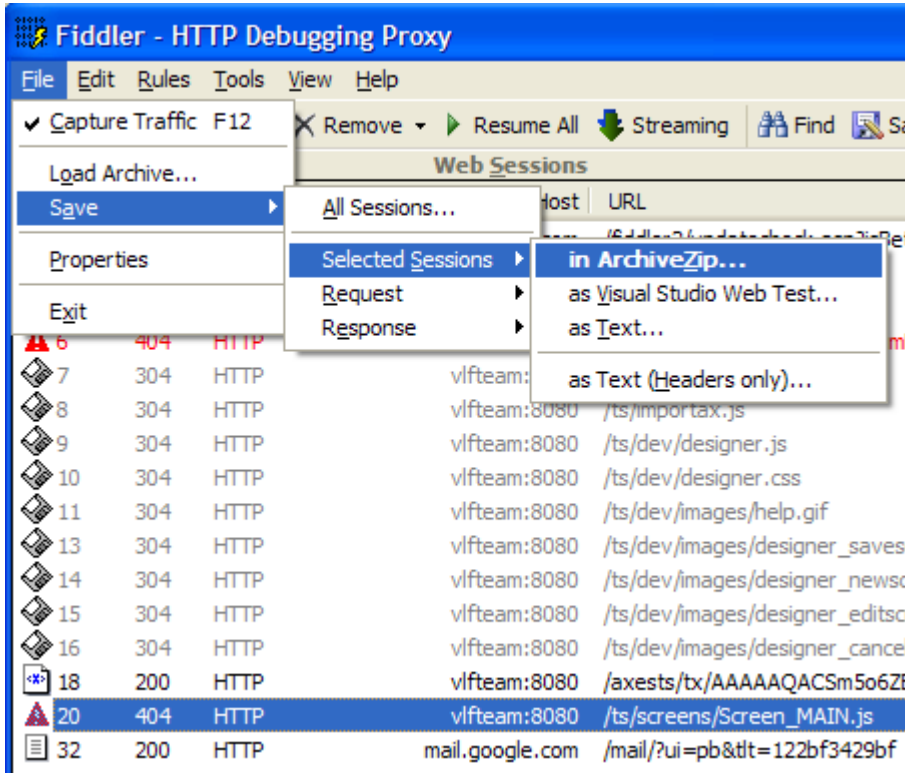 Fiddler - HTTP Debugging Proxy
File Edit Rules Tools View Help
Capture Traffic F12 Remove Resume All Streaming Find
Load Archive... Web Sessions
Save All Sessions... Host URL
Properties Selected Sessions in ArchiveZip...
Request as Visual Studio Web Test...
Exit Response as Text...
6 404 HTTP
7 304 HTTP vlfteam: as Text (Headers only)...
8 304 HTTP vlfteam:8080 /ts/importax.js
9 304 HTTP vlfteam:8080 /ts/dev/designer.js
10 304 HTTP vlfteam:8080 /ts/dev/designer.css
11 304 HTTP vlfteam:8080 /ts/dev/images/help.gif
13 304 HTTP vlfteam:8080 /ts/dev/images/designer_saves
14 304 HTTP vlfteam:8080 /ts/dev/images/designer_newsc
15 304 HTTP vlfteam:8080 /ts/dev/images/designer_editsc
16 304 HTTP vlfteam:8080 /ts/dev/images/designer_cancel
18 200 HTTP vlfteam:8080 /axests/tx/AAAAAQACSm5o6ZE
20 404 HTTP vlfteam:8080 /ts/screens/Screen_MAIN.js
32 200 HTTP mail.google.com /mail/?ui=pb&tlt=122bf3429bf